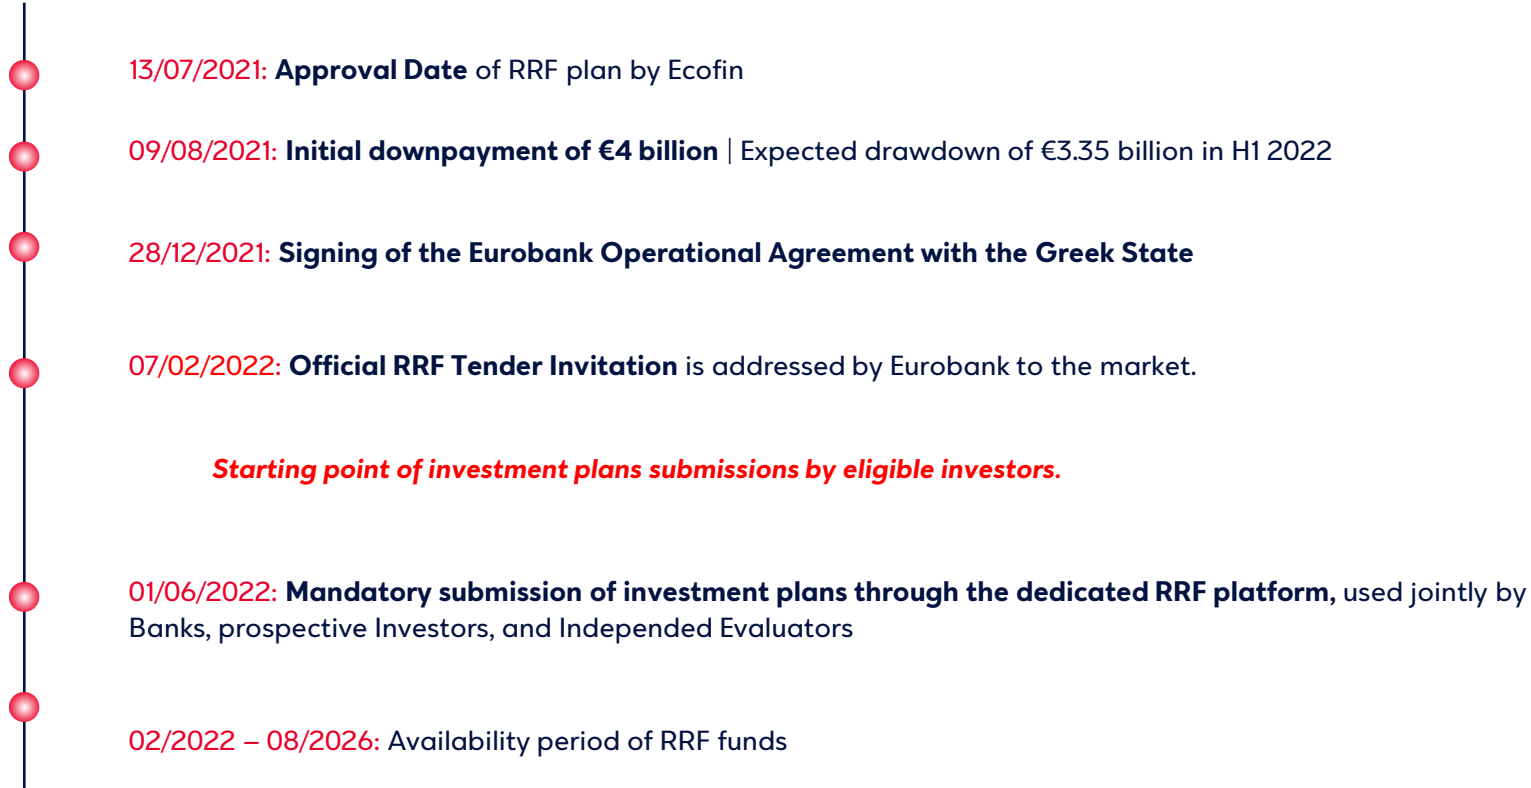 13/07/2021: Approval Date of RRF plan by Ecofin
09/08/2021: Initial downpayment of €4 billion | Expected drawdown of €3.35 billion in H1 2022
28/12/2021: Signing of the Eurobank Operational Agreement with the Greek State
07/02/2022: Official RRF Tender Invitation is addressed by Eurobank to the market.
Starting point of investment plans submissions by eligible investors.
01/06/2022: Mandatory submission of investment plans through the dedicated RRF platform, used jointly by
Banks, prospective Investors, and Independed Evaluators
02/2022 – 08/2026: Availability period of RRF funds